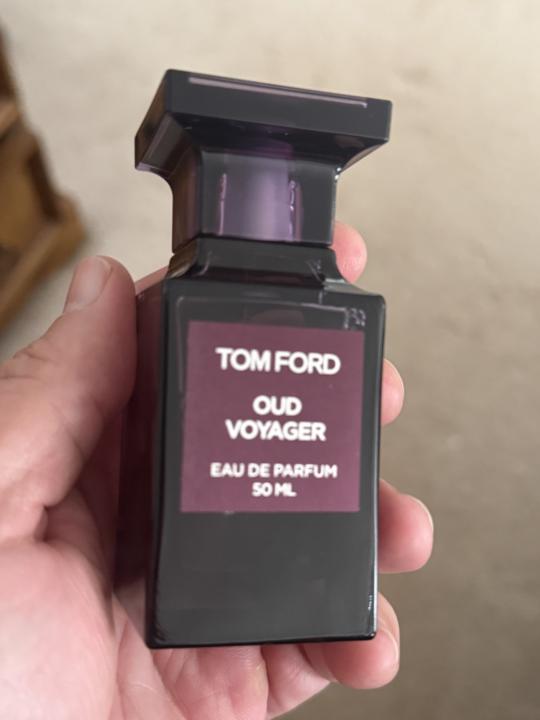 TOM FORD
OUD
VOYAGER
EAU DE PARFUM
50 ML